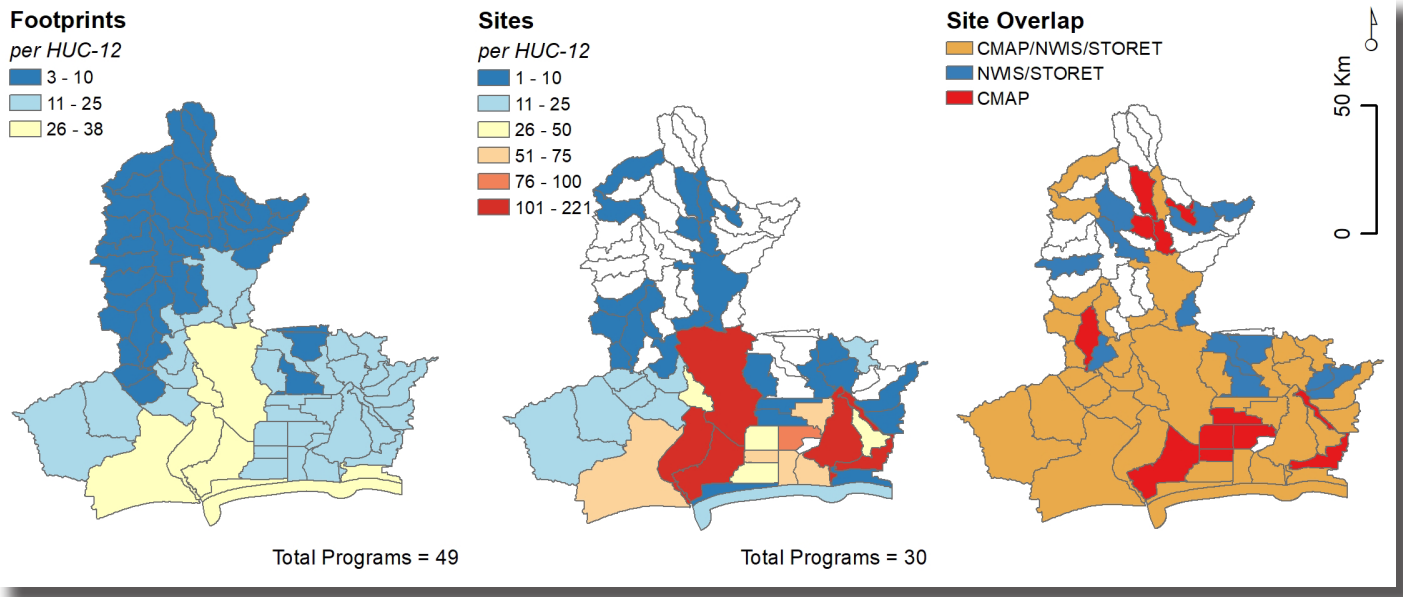 Footprints
per HUC-12
3 - 10
11 - 25
26 - 38
Total Programs = 49
Sites
per HUC-12
1 - 10
11 - 25
26 - 50
51 - 75
76 - 100
101 - 221
Total Programs = 30
Site Overlap
CMAP/NWIS/STORET
NWIS/STORET
CMAP
50 Km
0